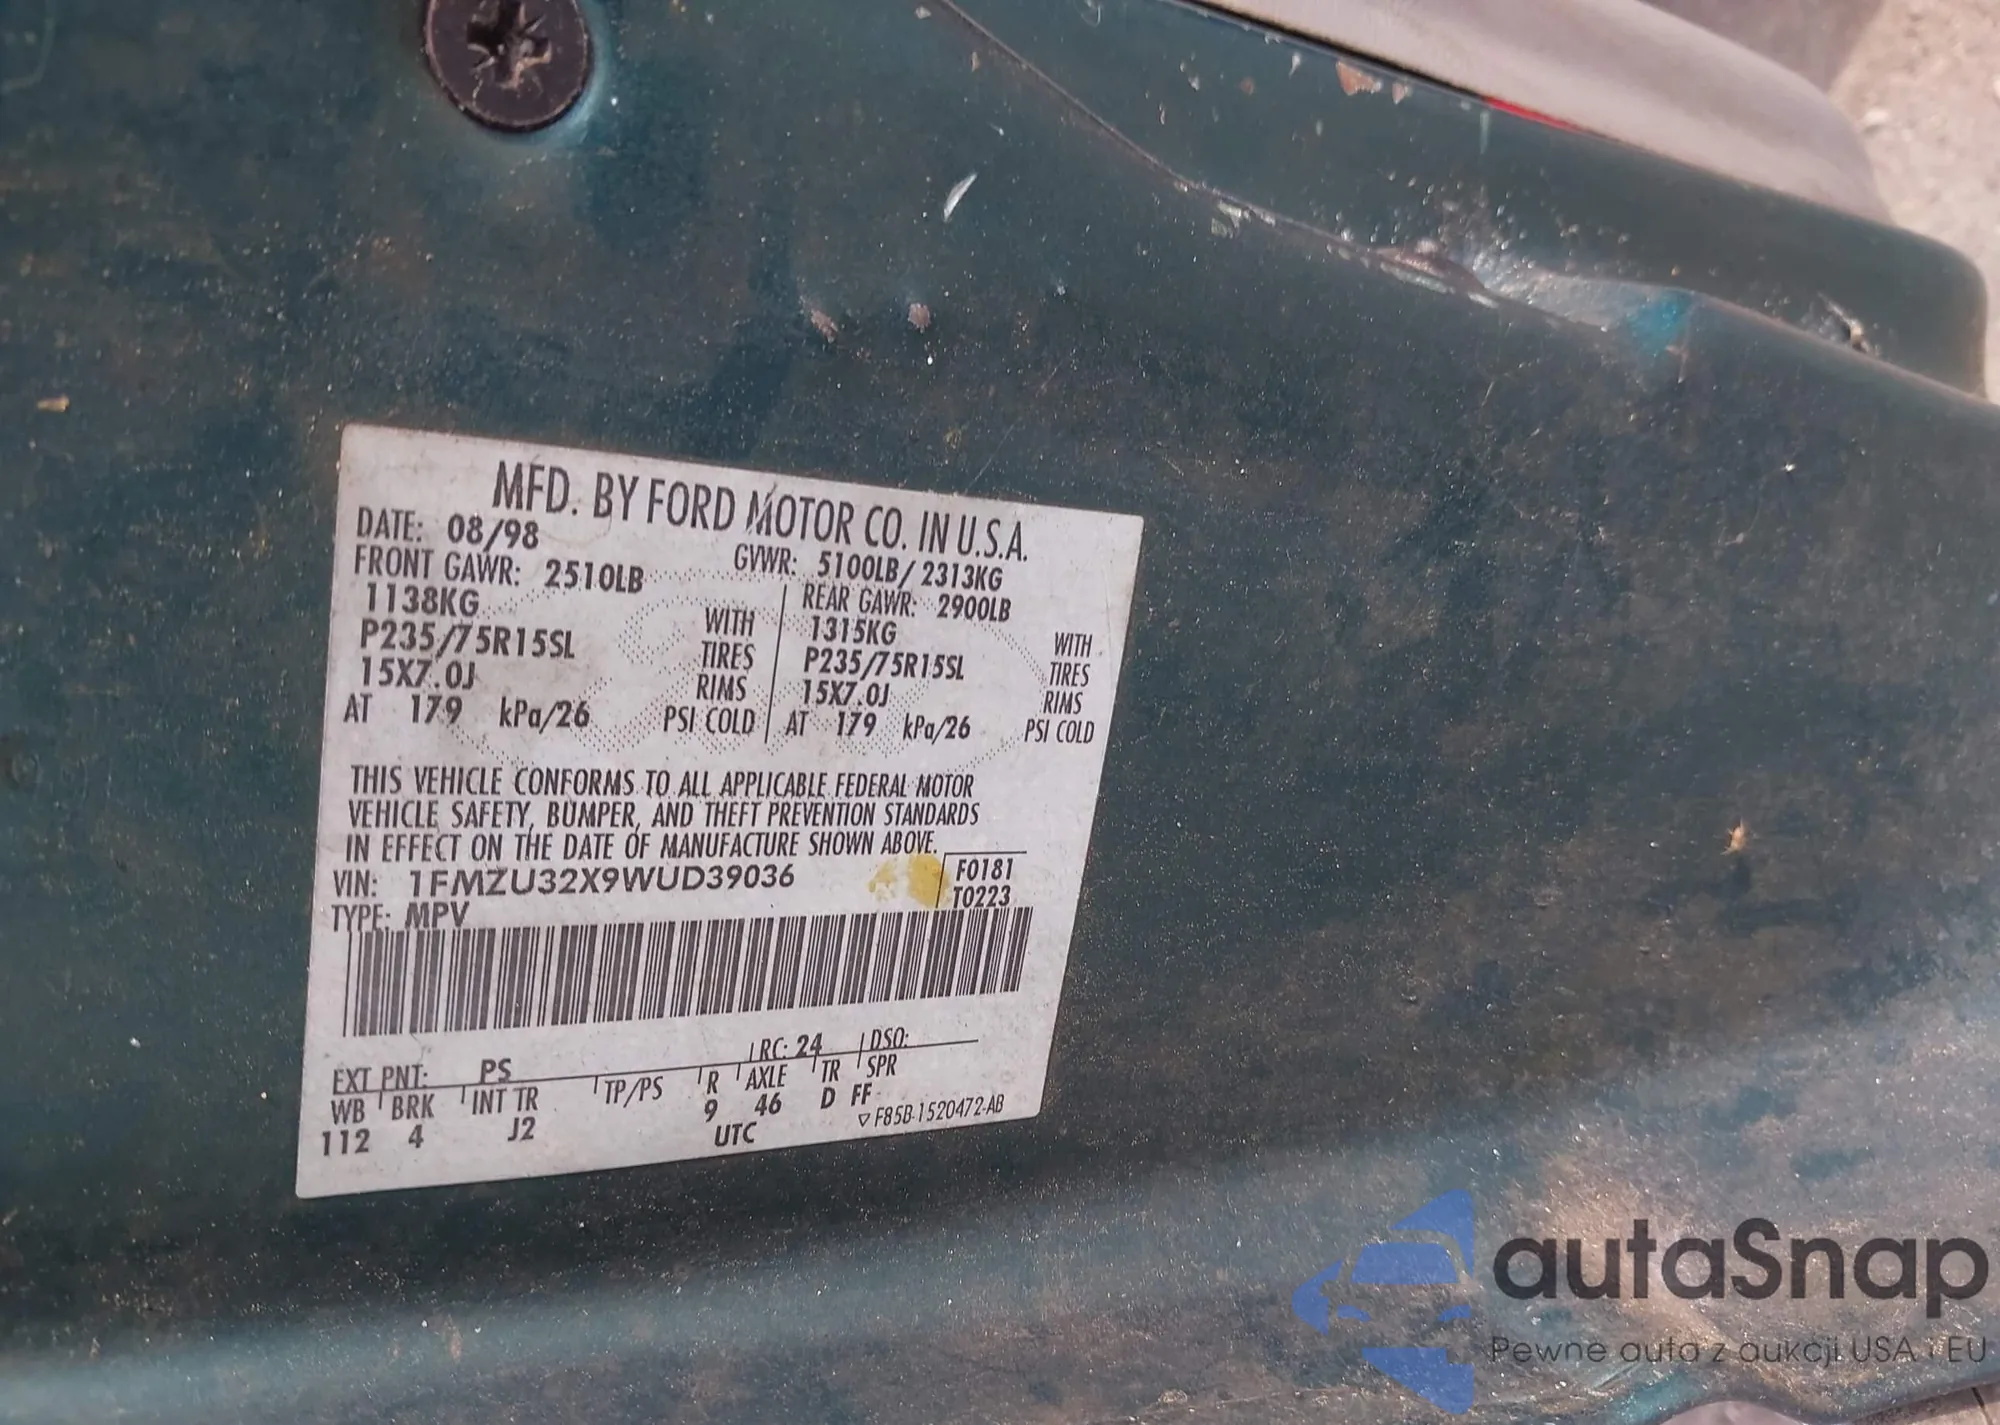 MFD. BY FORD MOTOR CO. IN U.S.A.
DATE: 08/98 GVWR: 5100LB/ 2313KG
FRONT GAWR: 2510LB REAR GAWR: 2900LB
1138KG WITH 1315KG WITH
P235/75R15SL TIRES P235/75R15SL TIRES
15X7.0J RIMS 15X7.0J RIMS
AT 179 kPa/26 PSI COLD AT 179 kPa/26 PSI COLD
THIS VEHICLE CONFORMS TO ALL APPLICABLE FEDERAL MOTOR
VEHICLE SAFETY, BUMPER, AND THEFT PREVENTION STANDARDS
IN EFFECT ON THE DATE OF MANUFACTURE SHOWN ABOVE.
VIN: 1FMZU32X9WUD39036 F0181
TYPE: MPV T0223
EXT PNT: PS RC: 24 DSO:
WB BRK INT TR TP/PS R AXLE TR SPR
112 4 J2 9 46 D FF
UTC ▽F85B-1520472-AB
autaSnap
Pewne auta z aukcji USA i EU